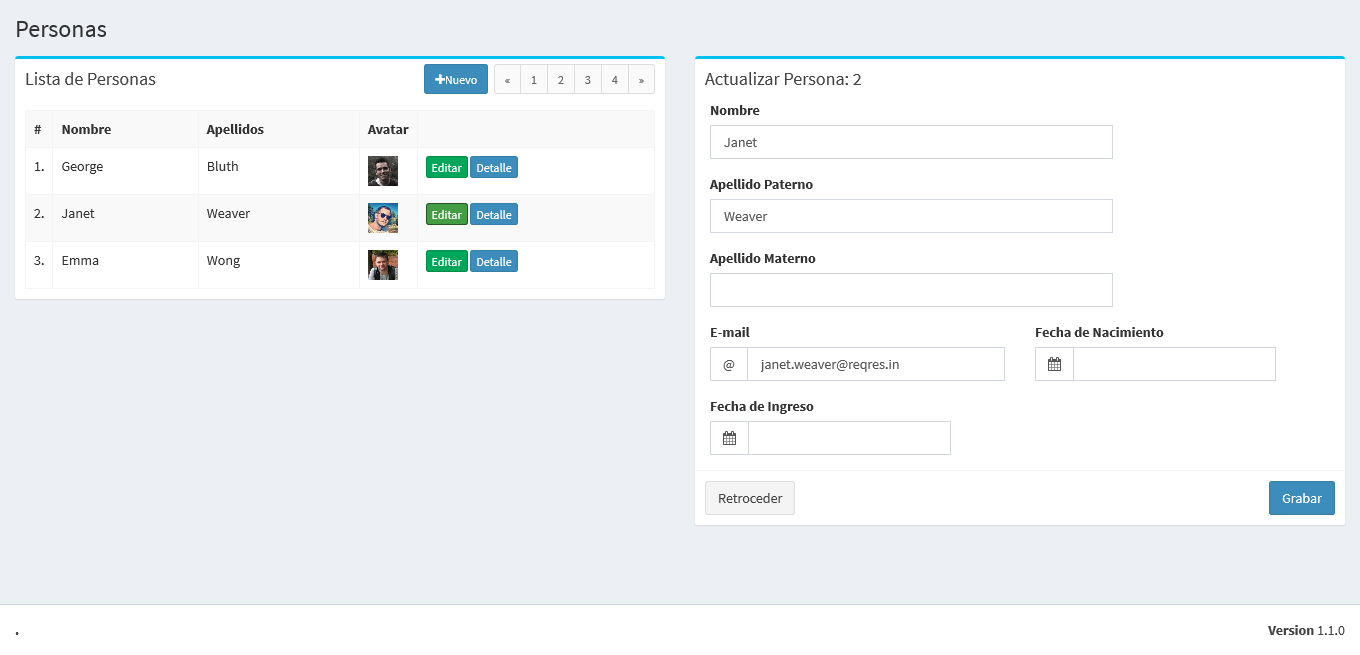 Personas
Lista de Personas
Nuevo
« 1 2 3 4 »
# Nombre Apellidos Avatar
1. George Bluth Editar Detalle
2. Janet Weaver Editar Detalle
3. Emma Wong Editar Detalle
Actualizar Persona: 2
Nombre
Janet
Apellido Paterno
Weaver
Apellido Materno
E-mail
@ janet.weaver@reqres.in
Fecha de Nacimiento
Fecha de Ingreso
Retroceder
Grabar
.
Version 1.1.0